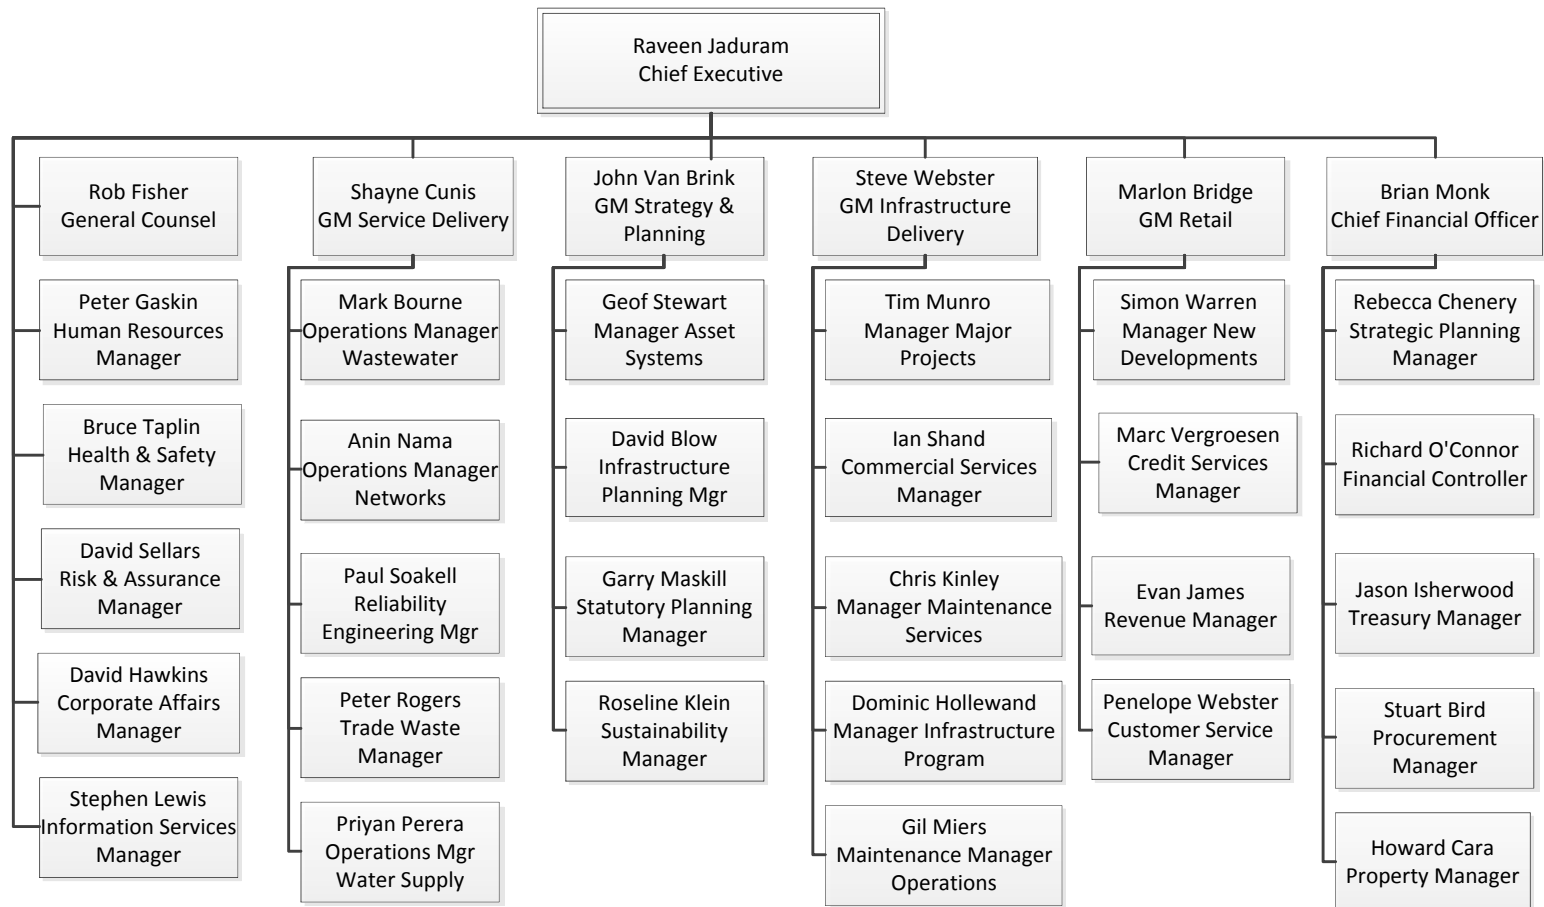 Raveen Jaduram
Chief Executive
Rob Fisher
General Counsel
Peter Gaskin
Human Resources
Manager
Bruce Taplin
Health & Safety
Manager
David Sellars
Risk & Assurance
Manager
David Hawkins
Corporate Affairs
Manager
Stephen Lewis
Information Services
Manager
Shayne Cunis
GM Service Delivery
Mark Bourne
Operations Manager
Wastewater
Anin Nama
Operations Manager
Networks
Paul Soakell
Reliability
Engineering Mgr
Peter Rogers
Trade Waste
Manager
Priyan Perera
Operations Mgr
Water Supply
John Van Brink
GM Strategy &
Planning
Geof Stewart
Manager Asset
Systems
David Blow
Infrastructure
Planning Mgr
Garry Maskill
Statutory Planning
Manager
Roseline Klein
Sustainability
Manager
Steve Webster
GM Infrastructure
Delivery
Tim Munro
Manager Major
Projects
Ian Shand
Commercial Services
Manager
Chris Kinley
Manager Maintenance
Services
Dominic Hollewand
Manager Infrastructure
Program
Gil Miers
Maintenance Manager
Operations
Marlon Bridge
GM Retail
Simon Warren
Manager New
Developments
Marc Vergroesen
Credit Services
Manager
Evan James
Revenue Manager
Penelope Webster
Customer Service
Manager
Brian Monk
Chief Financial Officer
Rebecca Chenery
Strategic Planning
Manager
Richard O'Connor
Financial Controller
Jason Isherwood
Treasury Manager
Stuart Bird
Procurement
Manager
Howard Cara
Property Manager